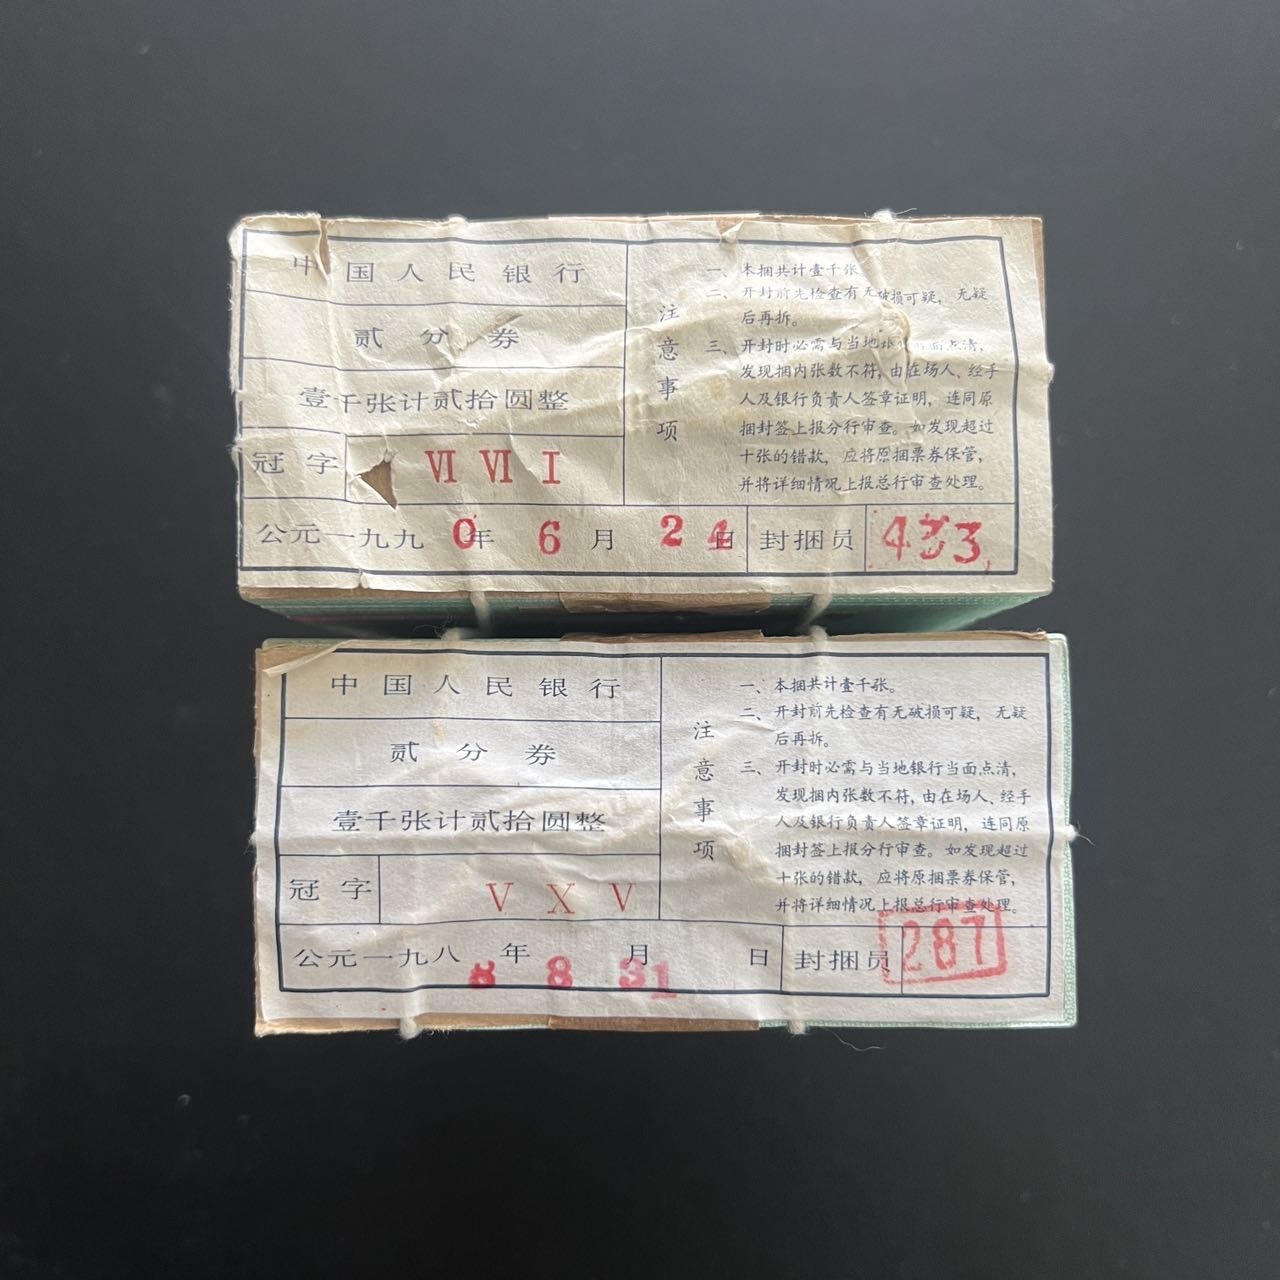 中国人民银行
贰分券
壹千张计贰拾圆整
冠字 Ⅵ Ⅶ Ⅰ
公元一九九0年6月24日 封捆员 433
注意事项
一、本捆共计壹千张
二、开封前先检查有无破损可疑，无疑
后再拆。
三、开封时必需与当地 当面点清，
发现捆内张数不符，由在场人、经手
人及银行负责人签章证明，连同原
捆封签上报分行审查。如发现超过
十张的错款，应将原捆票券保管，
并将详细情况上报总行审查处理。
中国人民银行
贰分券
壹千张计贰拾圆整
冠字 V X V
公元一九八8年8月31日 封捆员 287
注意事项
一、本捆共计壹千张。
二、开封前先检查有无破损可疑，无疑
后再拆。
三、开封时必需与当地银行当面点清，
发现捆内张数不符，由在场人、经手
人及银行负责人签章证明，连同原
捆封签上报分行审查。如发现超过
十张的错款，应将原捆票券保管，
并将详细情况上报总行审查处理。